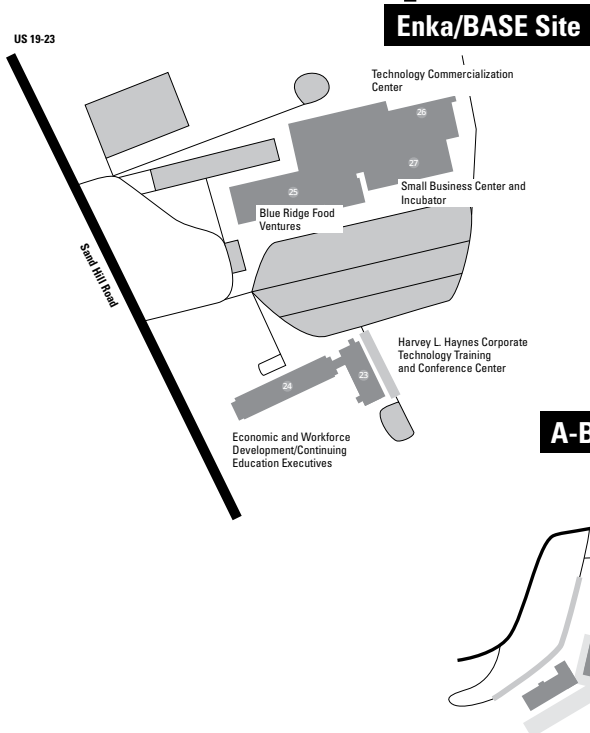 Enka/BASE Site
US 19-23
Technology Commercialization
Center
26
27
Small Business Center and
Incubator
25
Blue Ridge Food
Ventures
Sand Hill Road
Harvey L. Haynes Corporate
Technology Training
and Conference Center
23
24
Economic and Workforce
Development/Continuing
Education Executives
A-B